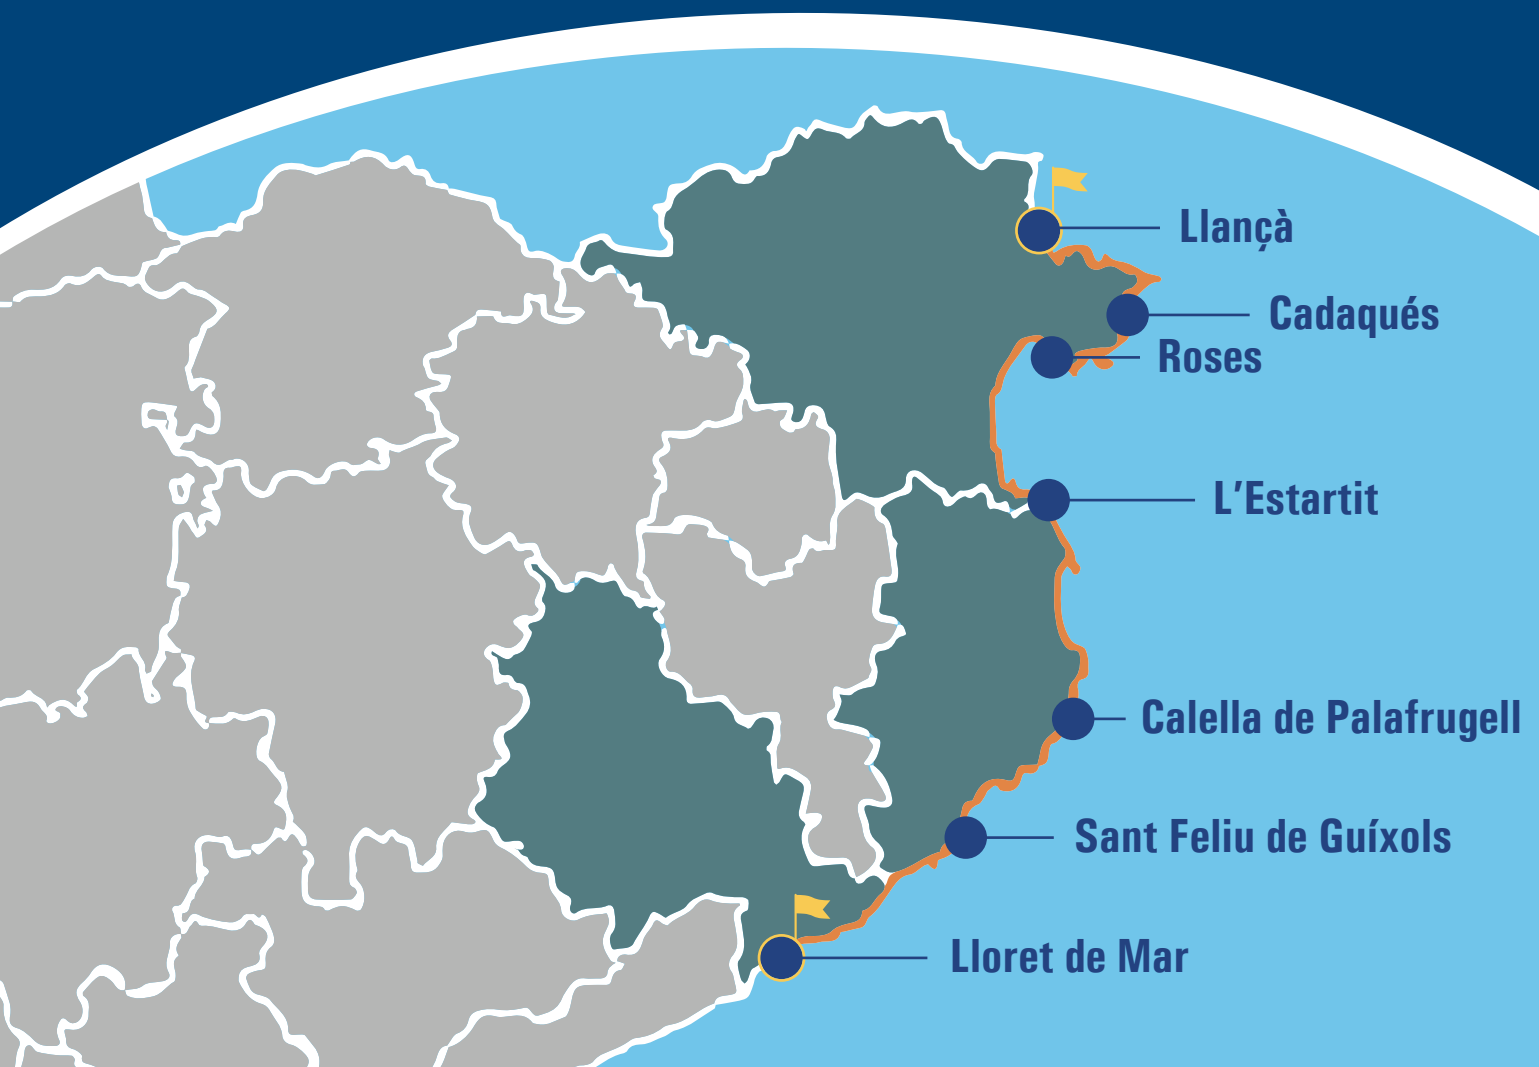 Llançà
Cadaqués
Roses
L'Estartit
Calella de Palafrugell
Sant Feliu de Guíxols
Lloret de Mar